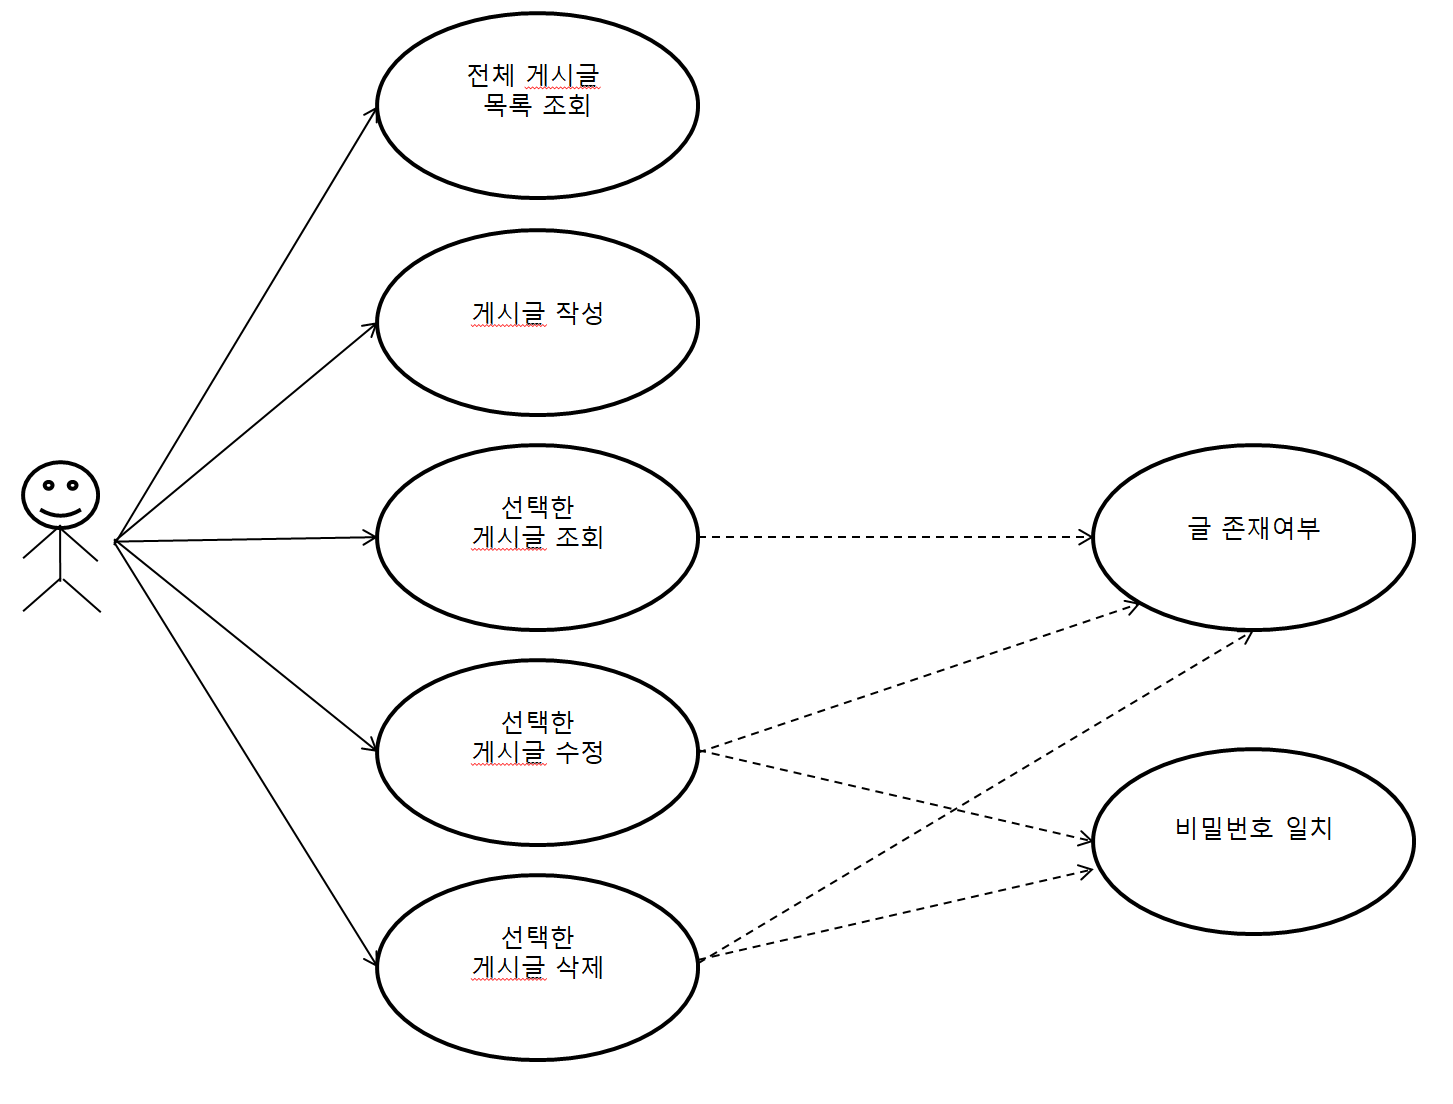 전체 게시글
목록 조회
게시글 작성
선택한
게시글 조회
글 존재여부
선택한
게시글 수정
비밀번호 일치
선택한
게시글 삭제